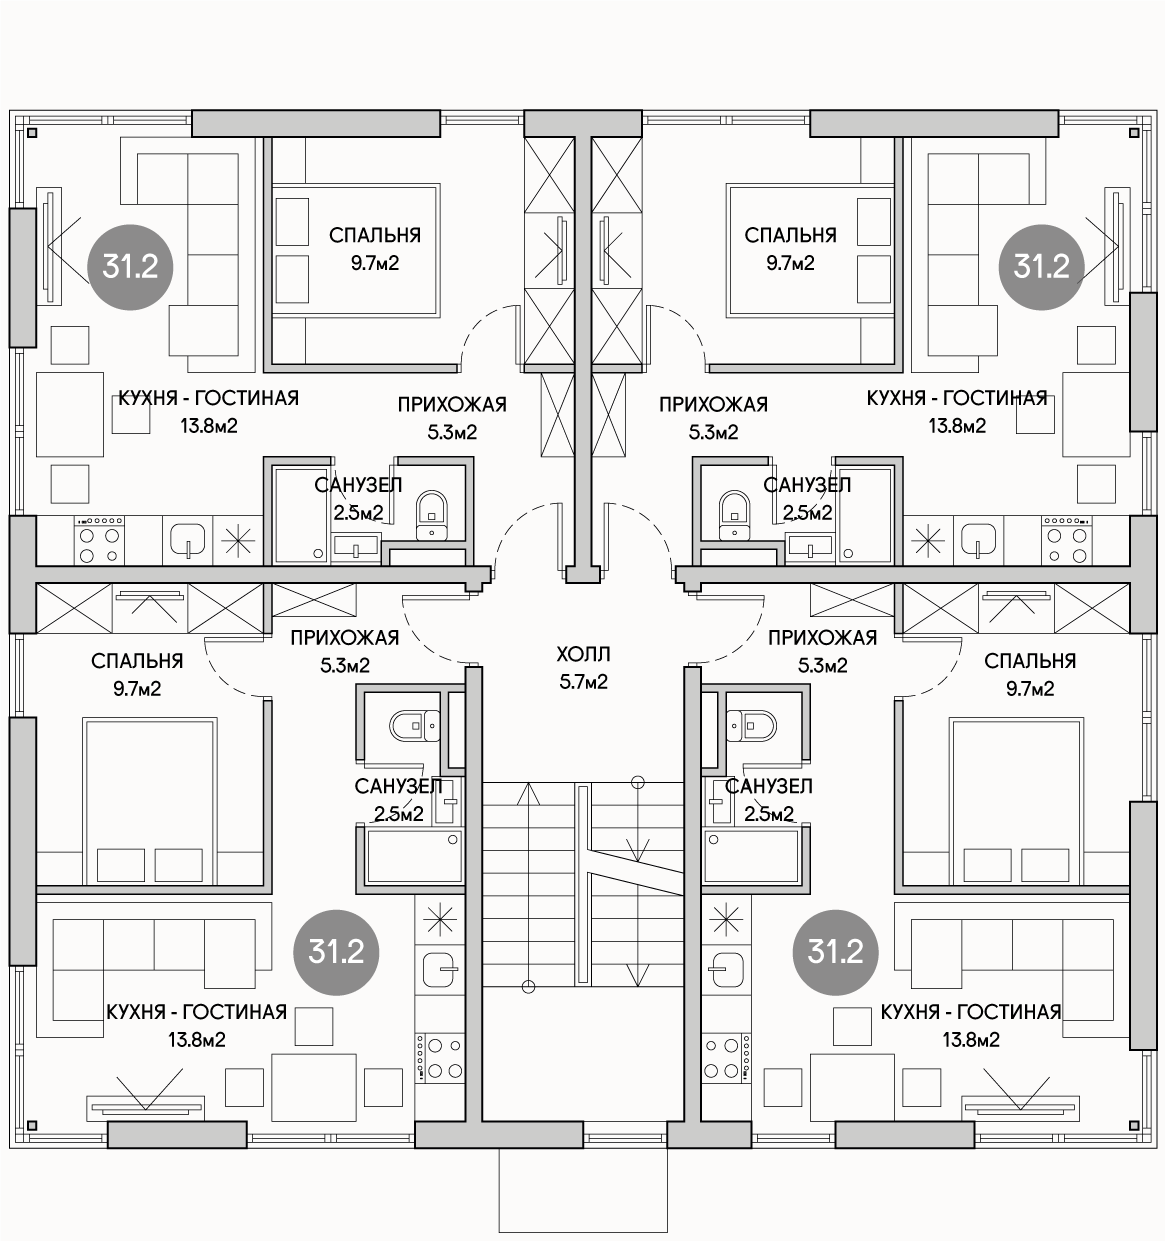 СПАЛЬНЯ
9.7м2
31.2
КУХНЯ - ГОСТИНАЯ
13.8м2
ПРИХОЖАЯ
5.3м2
САНУЗЕЛ
2.5м2
СПАЛЬНЯ
9.7м2
31.2
КУХНЯ - ГОСТИНАЯ
13.8м2
ПРИХОЖАЯ
5.3м2
САНУЗЕЛ
2.5м2
ПРИХОЖАЯ
5.3м2
СПАЛЬНЯ
9.7м2
САНУЗЕЛ
2.5м2
31.2
КУХНЯ - ГОСТИНАЯ
13.8м2
ХОЛЛ
5.7м2
ПРИХОЖАЯ
5.3м2
СПАЛЬНЯ
9.7м2
САНУЗЕЛ
2.5м2
31.2
КУХНЯ - ГОСТИНАЯ
13.8м2